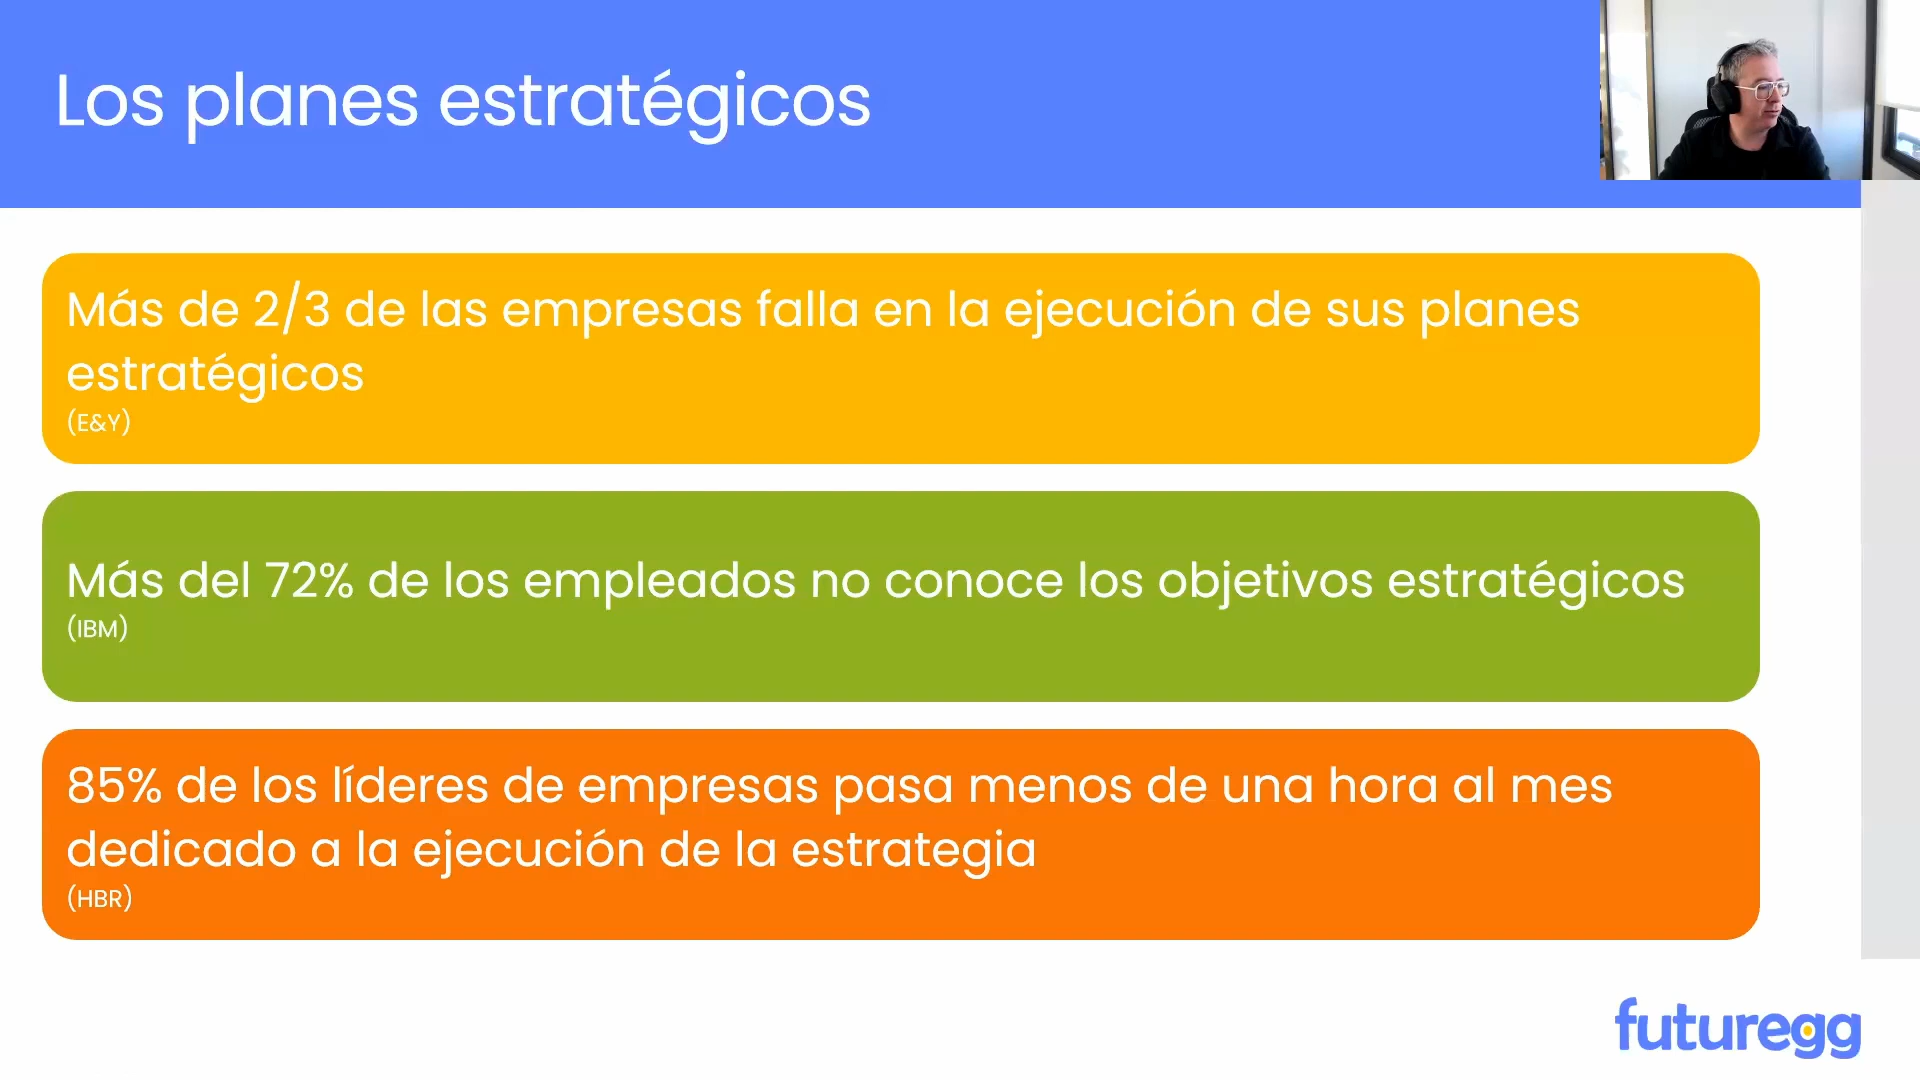 Los planes estratégicos
Más de 2/3 de las empresas falla en la ejecución de sus planes
estratégicos
(E&Y)
Más del 72% de los empleados no conoce los objetivos estratégicos
(IBM)
85% de los líderes de empresas pasa menos de una hora al mes
dedicado a la ejecución de la estrategia
(HBR)
futuregg